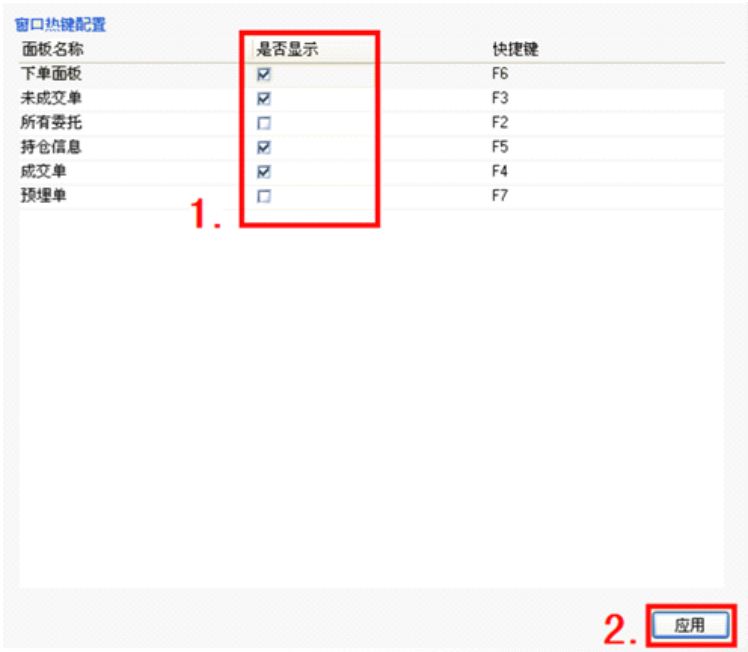 窗口热键配置
面板名称 是否显示 快捷键
下单面板 F6
未成交单 F3
所有委托 F2
持仓信息 F5
成交单 F4
预埋单 F7
1.
2. 应用